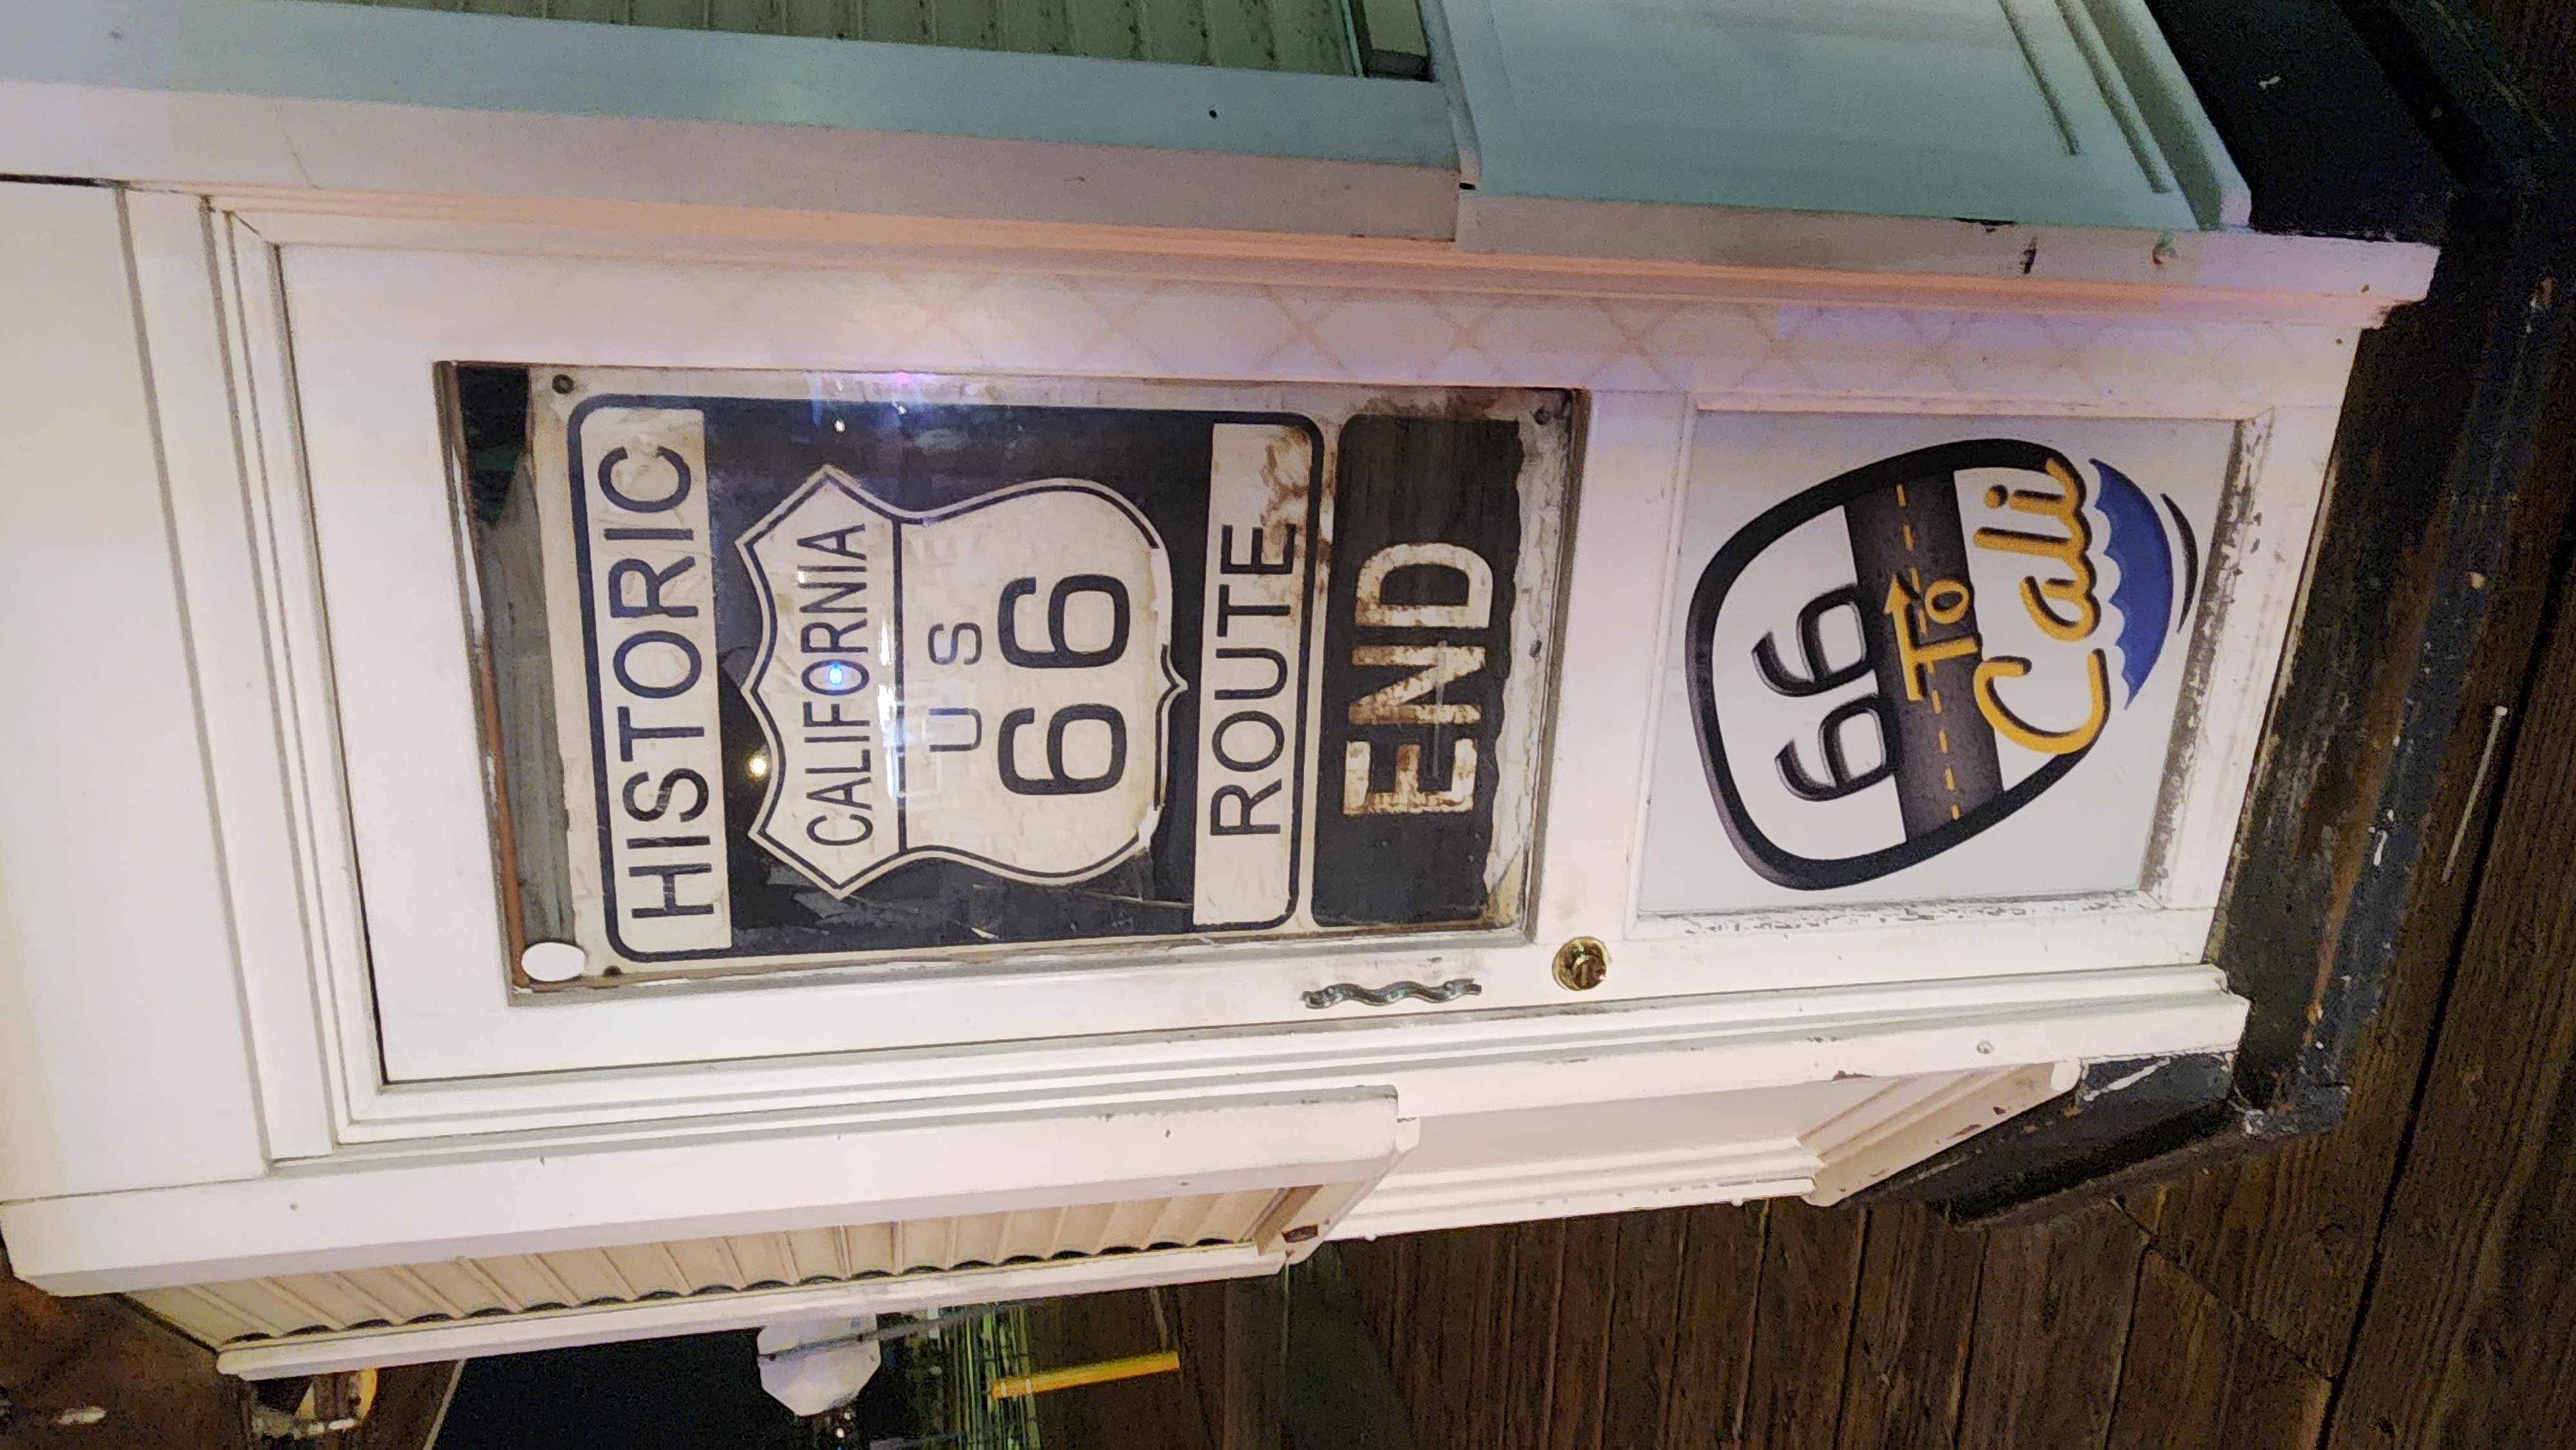 HISTORIC
CALIFORNIA
US
66
ROUTE
END
66
To
Cali